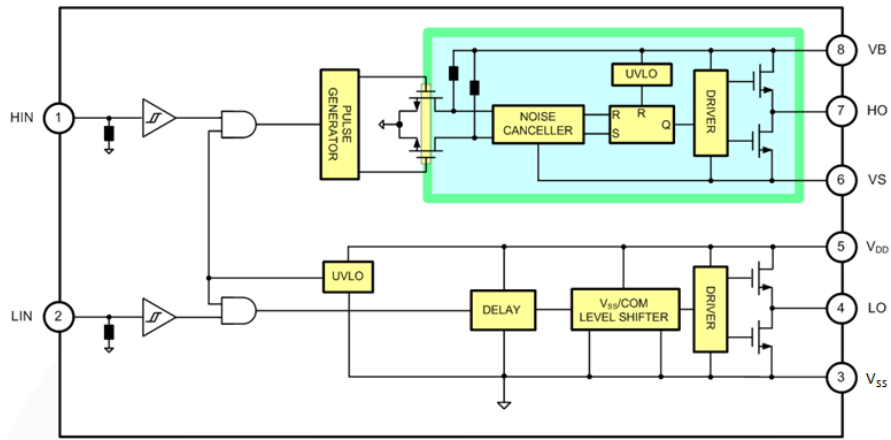 HIN
1
PULSE
GENERATOR
NOISE
CANCELLER
UVLO
R
R
S
Q
DRIVER
8
VB
7
HO
6
VS
LIN
2
UVLO
DELAY
VSS/COM
LEVEL SHIFTER
DRIVER
5
VDD
4
LO
3
VSS